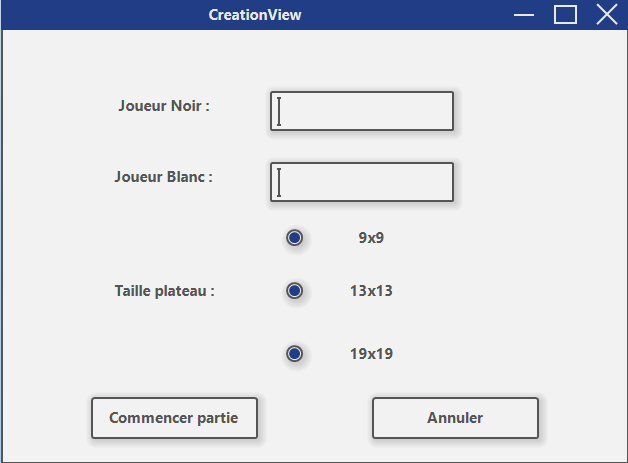 CreationView
Joueur Noir :
Joueur Blanc :
9x9
Taille plateau :
13x13
19x19
Commencer partie
Annuler